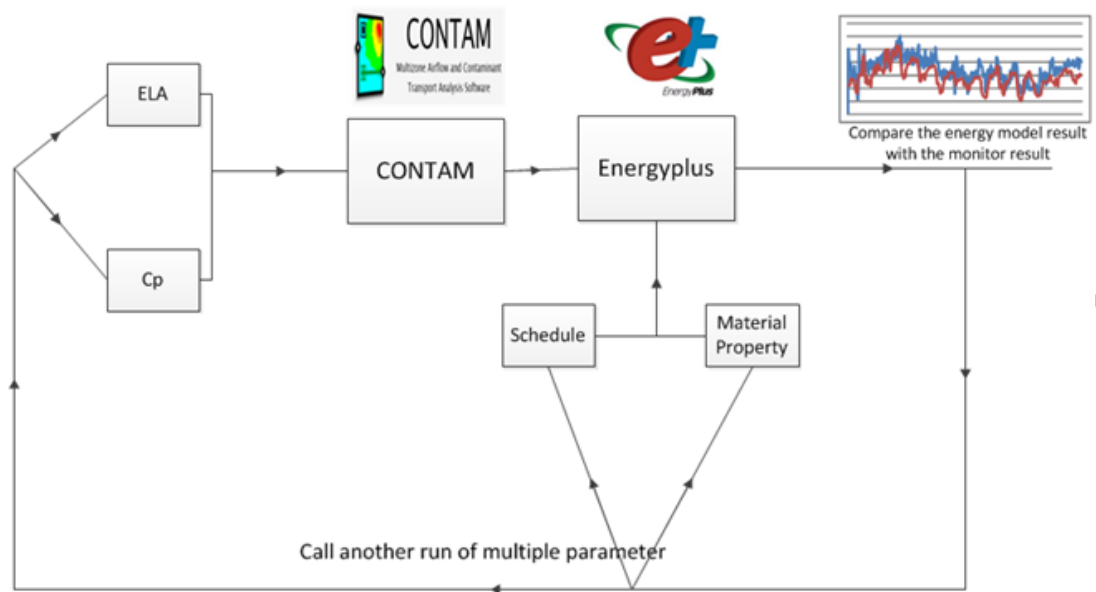 CONTAM
Multizone Airflow and Contaminant
Transport Analysis Software
e+
EnergyPlus
ELA
Compare the energy model result
with the monitor result
CONTAM
Energyplus
Cp
Schedule
Material
Property
Call another run of multiple parameter